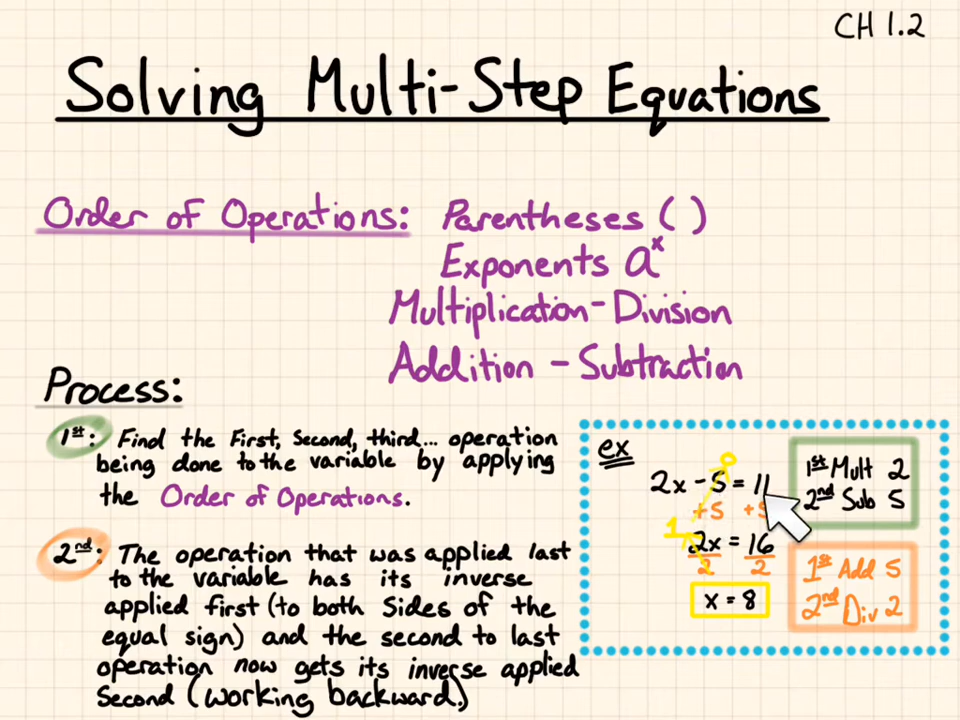 CH 1.2
Solving Multi-Step Equations
Order of Operations: Parentheses ( )
Exponents aˣ
Multiplication-Division
Addition - Subtraction
Process:
1st: Find the First, Second, third... operation
being done to the variable by applying
the Order of Operations.
2nd: The operation that was applied last
to the variable has its inverse
applied first (to both Sides of the
equal sign) and the second to last
operation now gets its inverse applied
Second (working backward.)
ex
2x - 5 = 11
0
+5 +5
1
2x = 16
2 2
x = 8
1st Mult 2
2nd Sub 5
1st Add 5
2nd Div 2